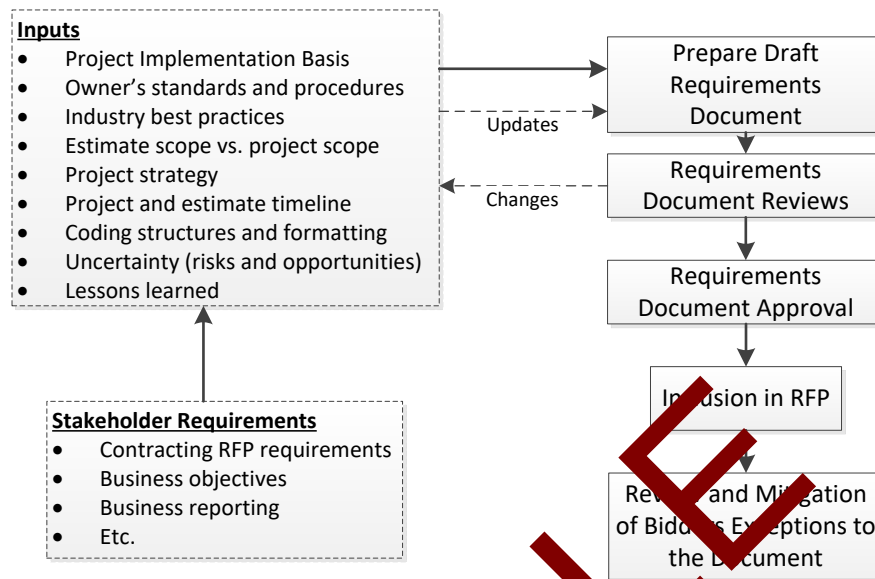 Inputs
• Project Implementation Basis
• Owner's standards and procedures
• Industry best practices
• Estimate scope vs. project scope
• Project strategy
• Project and estimate timeline
• Coding structures and formatting
• Uncertainty (risks and opportunities)
• Lessons learned
Updates
Changes
Stakeholder Requirements
• Contracting RFP requirements
• Business objectives
• Business reporting
• Etc.
Prepare Draft
Requirements
Document
Requirements
Document Reviews
Requirements
Document Approval
in RFP
and
of Exceptions to
the Document
E